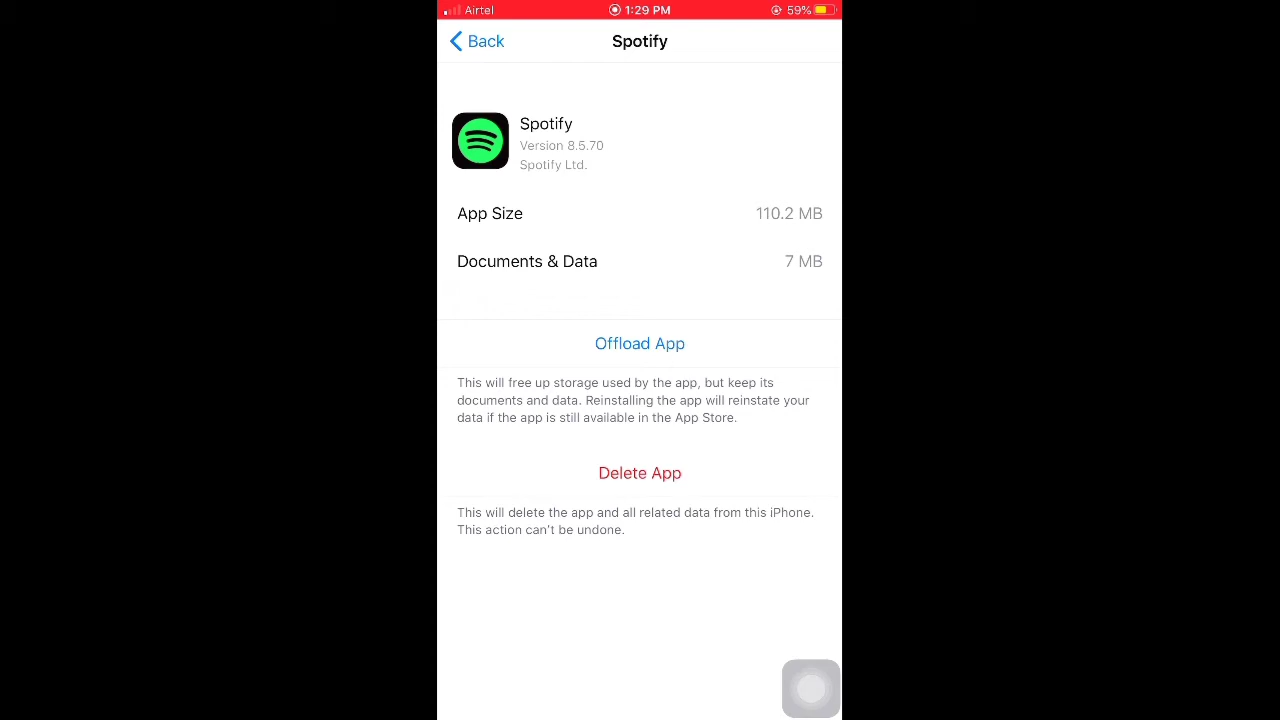 Airtel 1:29 PM 59%
Back Spotify
Spotify
Version 8.5.70
Spotify Ltd.
App Size 110.2 MB
Documents & Data 7 MB
Offload App
This will free up storage used by the app, but keep its
documents and data. Reinstalling the app will reinstate your
data if the app is still available in the App Store.
Delete App
This will delete the app and all related data from this iPhone.
This action can't be undone.